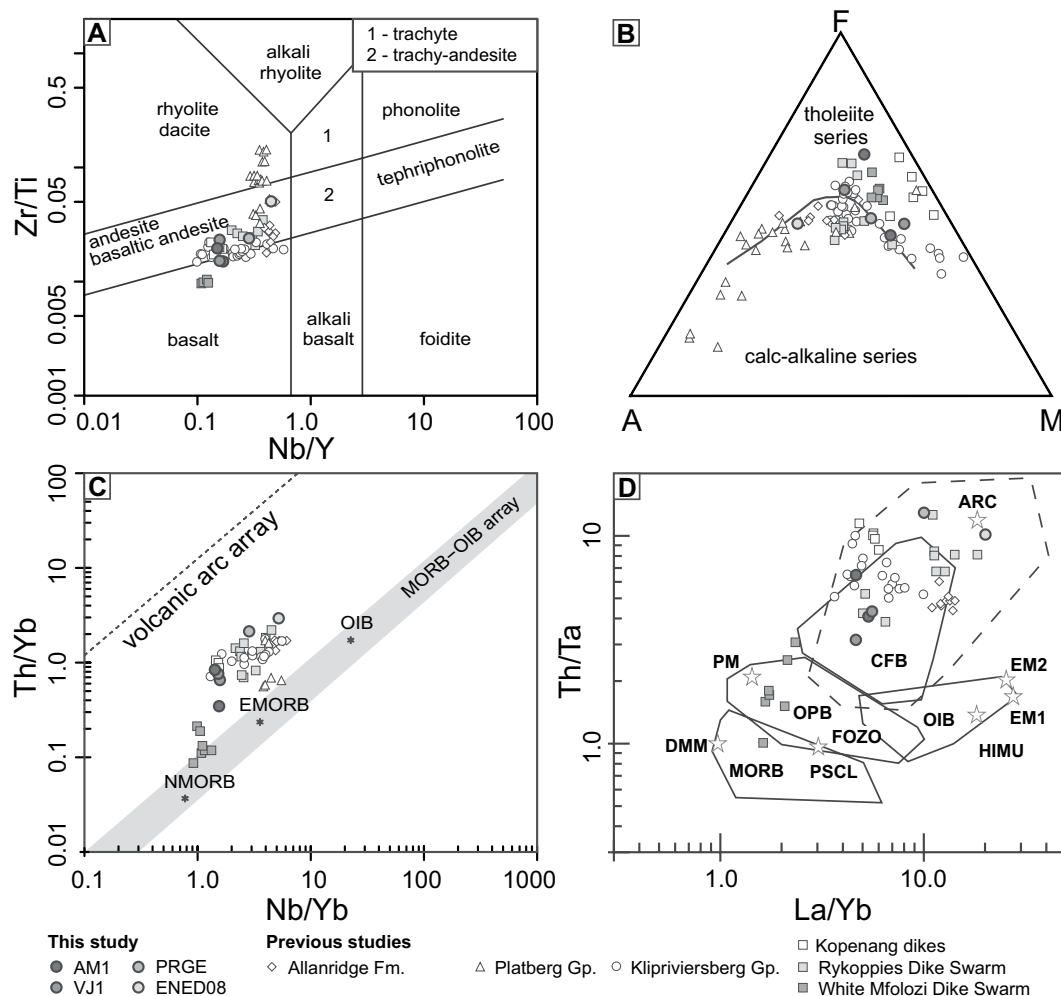 A
1 - trachyte
2 - trachy-andesite
alkali
rhyolite
rhyolite
dacite
phonolite
1
tephriphonolite
2
andesite
basaltic andesite
basalt
alkali
basalt
foidite
Zr/Ti
0.5
0.05
0.005
0.001
0.01
0.1
1.0
10
100
Nb/Y
B
F
tholeiite
series
calc-alkaline series
A
M
C
volcanic arc array
MORB–OIB array
OIB
EMORB
NMORB
Th/Yb
100
10
1.0
0.1
0.01
0.1
1.0
10
100
1000
Nb/Yb
D
ARC
CFB
PM
EM2
OPB
OIB
EM1
FOZO
HIMU
DMM
MORB
PSCL
Th/Ta
10
1.0
1.0
10.0
La/Yb
This study
AM1
PRGE
VJ1
ENED08
Previous studies
Allanridge Fm.
Platberg Gp.
Klipriviersberg Gp.
Kopenang dikes
Rykoppies Dike Swarm
White Mfolozi Dike Swarm